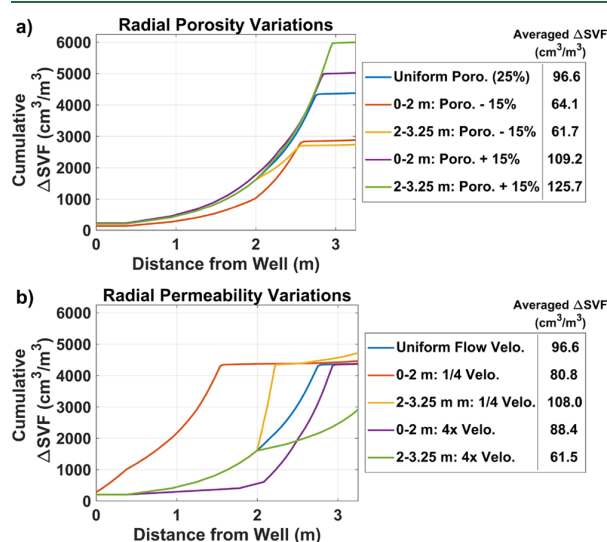 a)
Radial Porosity Variations
6000
5000
4000
3000
2000
1000
0
Cumulative
ΔSVF (cm³/m³)
0 1 2 3
Distance from Well (m)
Averaged ΔSVF
(cm³/m³)
Uniform Poro. (25%) 96.6
0-2 m: Poro. - 15% 64.1
2-3.25 m: Poro. - 15% 61.7
0-2 m: Poro. + 15% 109.2
2-3.25 m: Poro. + 15% 125.7
b)
Radial Permeability Variations
6000
5000
4000
3000
2000
1000
0
Cumulative
ΔSVF (cm³/m³)
0 1 2 3
Distance from Well (m)
Averaged ΔSVF
(cm³/m³)
Uniform Flow Velo. 96.6
0-2 m: 1/4 Velo. 80.8
2-3.25 m m: 1/4 Velo. 108.0
0-2 m: 4x Velo. 88.4
2-3.25 m: 4x Velo. 61.5